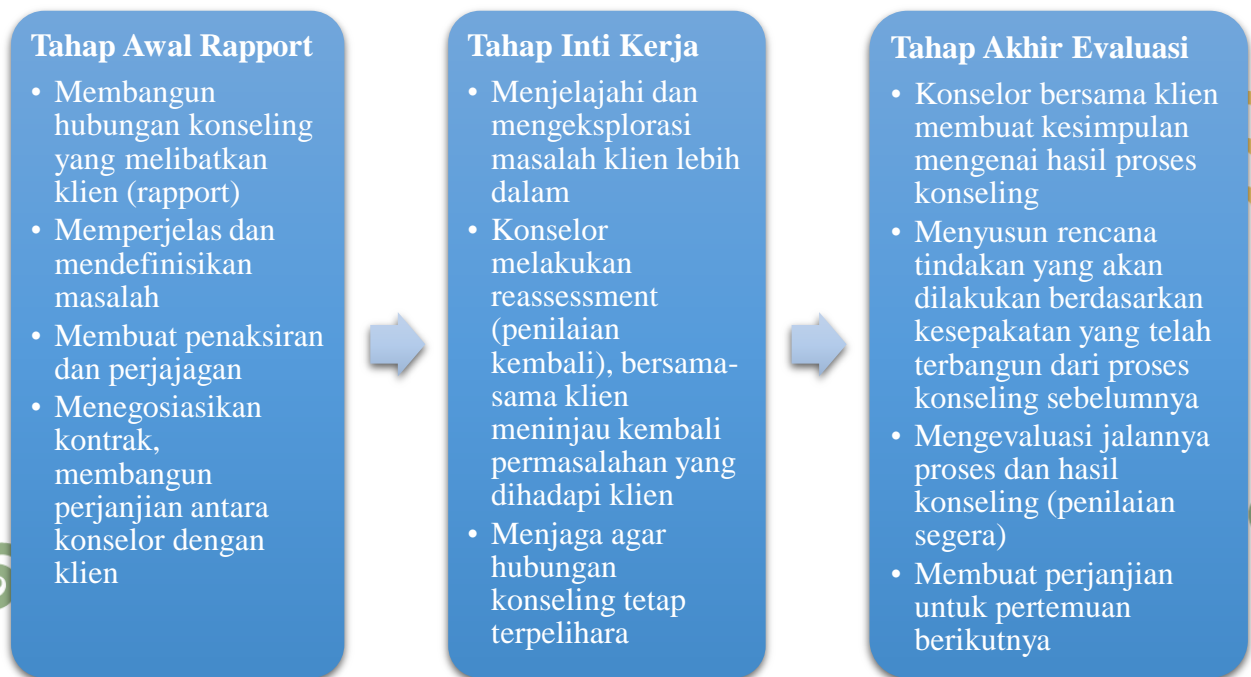 Tahap Awal Rapport
• Membangun
hubungan konseling
yang melibatkan
klien (rapport)
• Memperjelas dan
mendefinisikan
masalah
• Membuat penaksiran
dan perjajagan
• Menegosiasikan
kontrak,
membangun
perjanjian antara
konselor dengan
klien
Tahap Inti Kerja
• Menjelajahi dan
mengeksplorasi
masalah klien lebih
dalam
• Konselor
melakukan
reassessment
(penilaian
kembali), bersama-
sama klien
meninjau kembali
permasalahan yang
dihadapi klien
• Menjaga agar
hubungan
konseling tetap
terpelihara
Tahap Akhir Evaluasi
• Konselor bersama klien
membuat kesimpulan
mengenai hasil proses
konseling
• Menyusun rencana
tindakan yang akan
dilakukan berdasarkan
kesepakatan yang telah
terbangun dari proses
konseling sebelumnya
• Mengevaluasi jalannya
proses dan hasil
konseling (penilaian
segera)
• Membuat perjanjian
untuk pertemuan
berikutnya